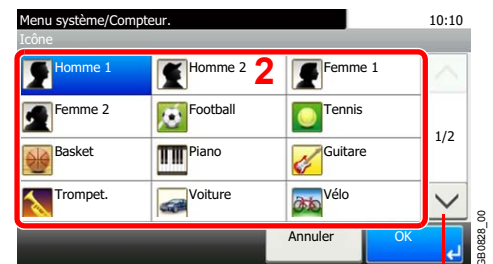 Menu système/Compteur. 10:10
Icône
Homme 1 Homme 2 2 Femme 1
Femme 2 Football Tennis
1/2
Basket Piano Guitare
Trompet. Voiture Vélo
Annuler OK
GB0828_00